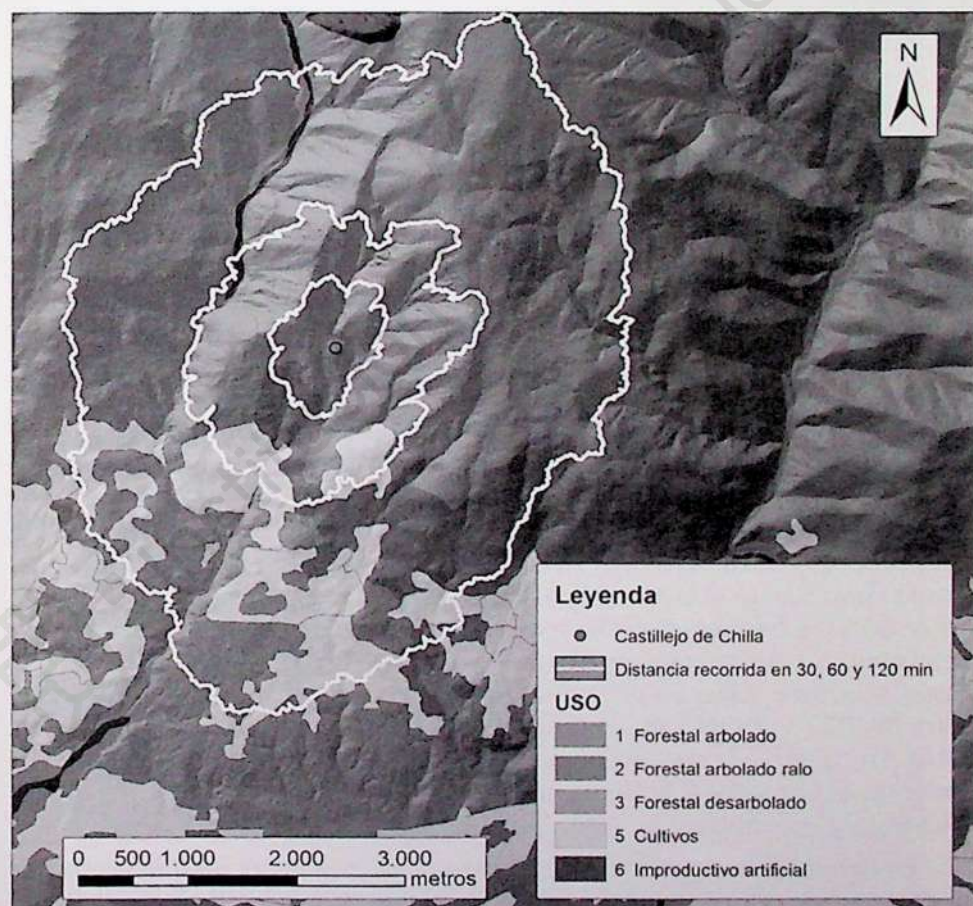 N
Leyenda
Castillejo de Chilla
Distancia recorrida en 30, 60 y 120 min
USO
1 Forestal arbolado
2 Forestal arbolado ralo
3 Forestal desarbolado
5 Cultivos
6 Improductivo artificial
0 500 1.000 2.000 3.000
metros